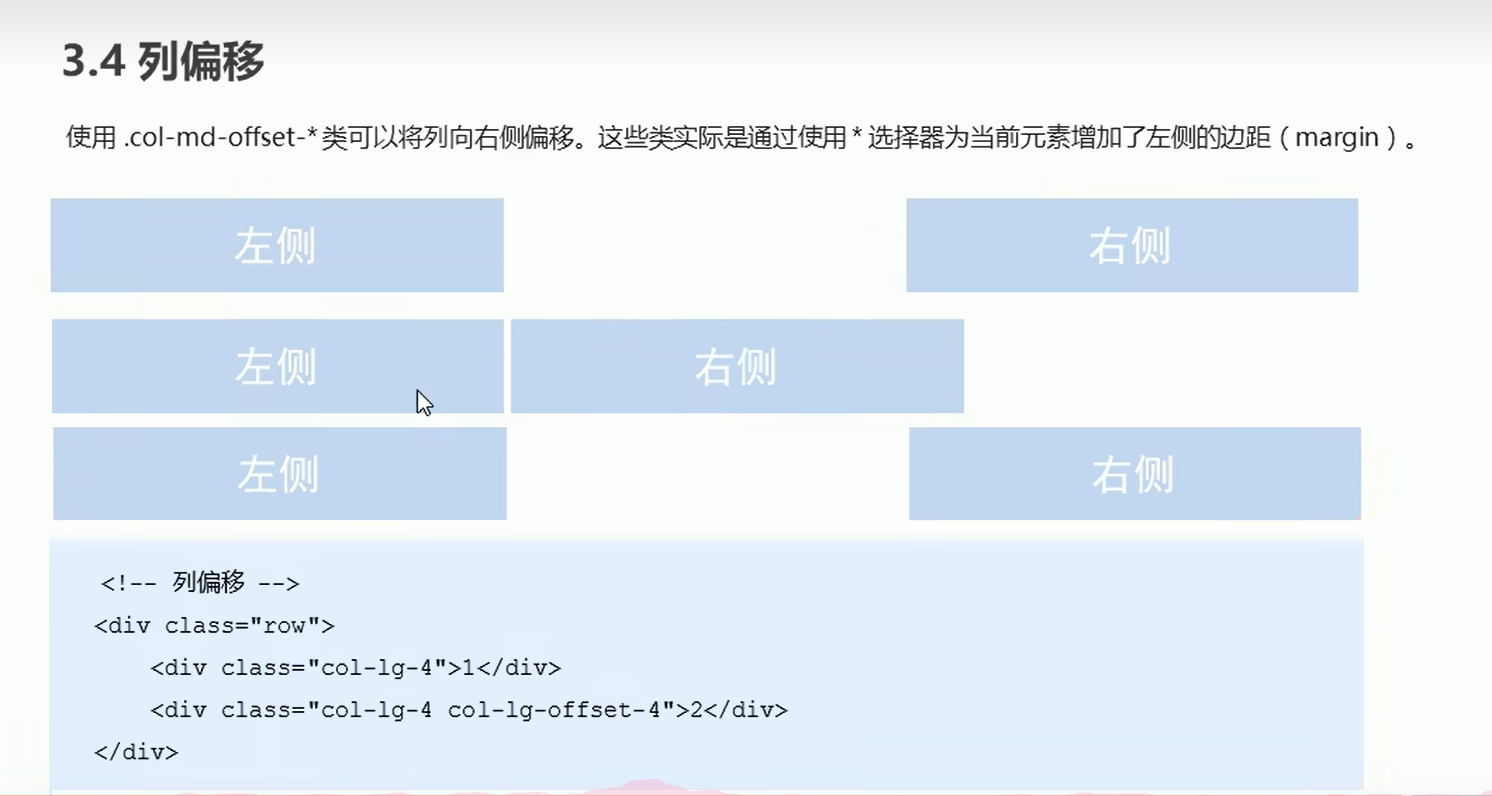 3.4 列偏移
使用 .col-md-offset-* 类可以将列向右侧偏移。这些类实际是通过使用 * 选择器为当前元素增加了左侧的边距（margin）。
左侧 右侧
左侧 右侧
左侧 右侧
<!-- 列偏移 -->
<div class="row">
    <div class="col-lg-4">1</div>
    <div class="col-lg-4 col-lg-offset-4">2</div>
</div>